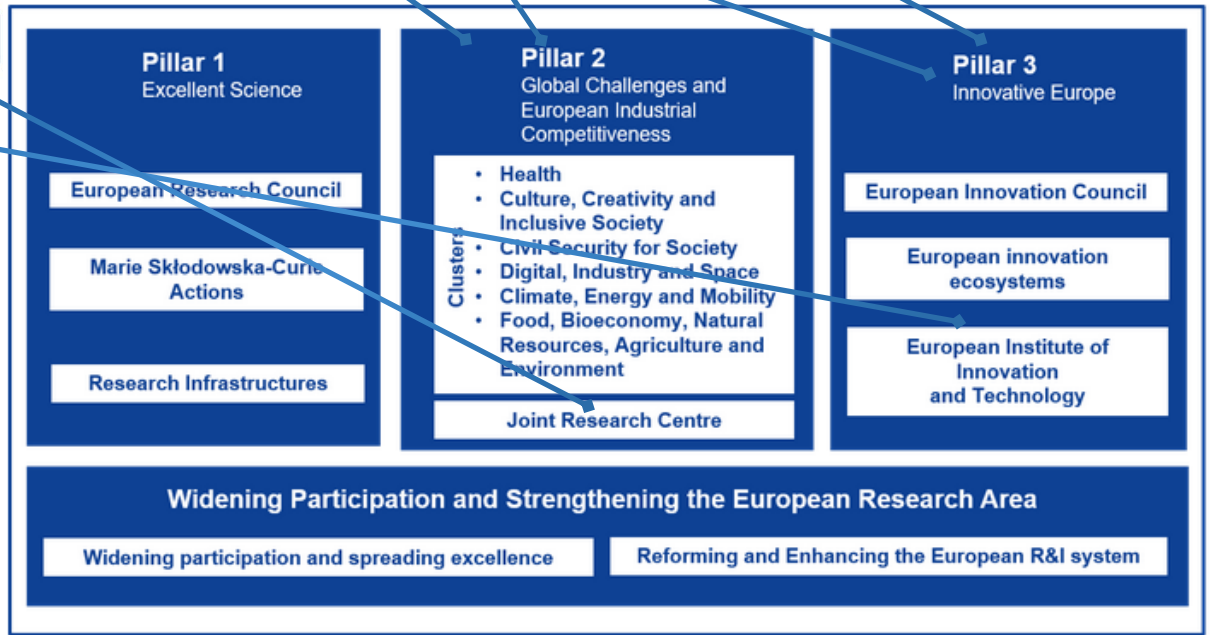 Pillar 1
Excellent Science
European Research Council
Marie Skłodowska-Curie
Actions
Research Infrastructures
Pillar 2
Global Challenges and
European Industrial
Competitiveness
Clusters
• Health
• Culture, Creativity and
Inclusive Society
• Civil Security for Society
• Digital, Industry and Space
• Climate, Energy and Mobility
• Food, Bioeconomy, Natural
Resources, Agriculture and
Environment
Joint Research Centre
Pillar 3
Innovative Europe
European Innovation Council
European innovation
ecosystems
European Institute of
Innovation
and Technology
Widening Participation and Strengthening the European Research Area
Widening participation and spreading excellence
Reforming and Enhancing the European R&I system